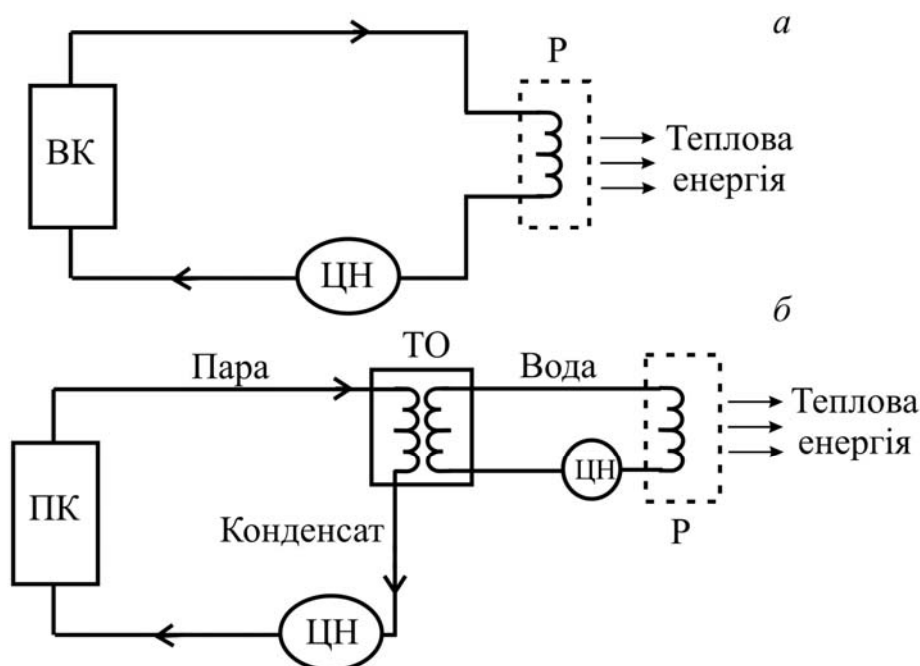 а
Р
ВК
Теплова
енергія
ЦН
б
ТО
Пара
Вода
Теплова
енергія
ПК
ЦН
Р
Конденсат
ЦН